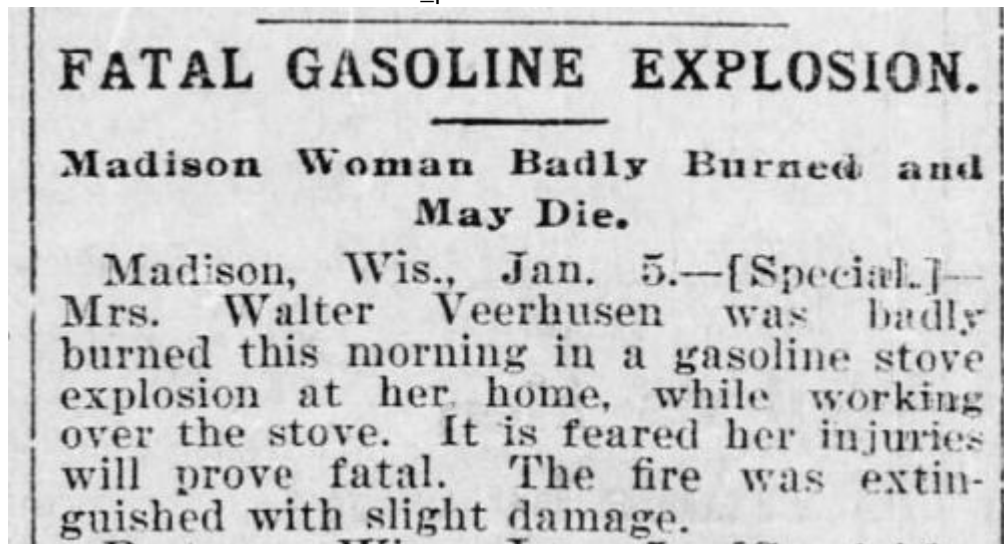 FATAL GASOLINE EXPLOSION.
Madison Woman Badly Burned and
May Die.
Madison, Wis., Jan. 5.—[Special.]—
Mrs. Walter Veerhusen was badly
burned this morning in a gasoline stove
explosion at her home, while working
over the stove. It is feared her injuries
will prove fatal. The fire was extin-
guished with slight damage.